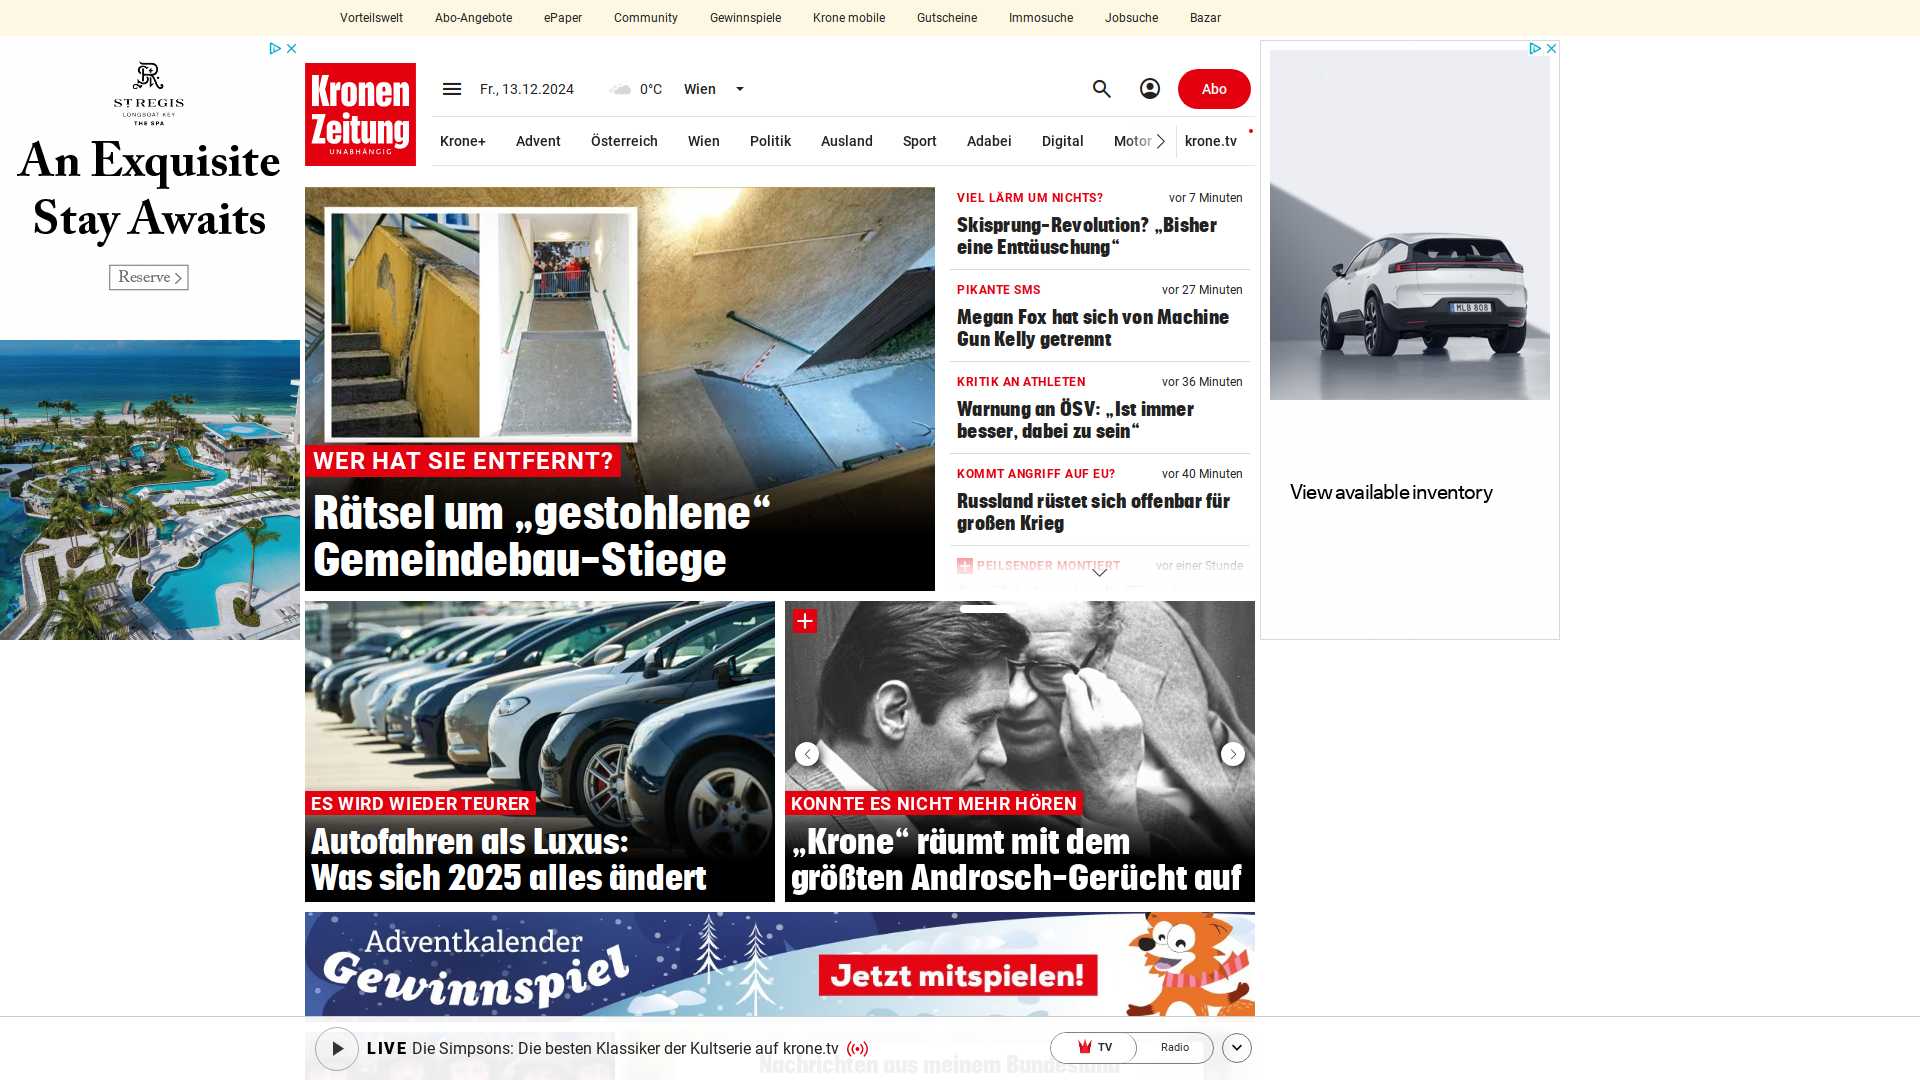 Vorteilswelt
Abo-Angebote
ePaper
Community
Gewinnspiele
Krone mobile
Gutscheine
Immosuche
Jobsuche
Bazar
ST REGIS
LONGBOAT KEY
THE SPA
An Exquisite
Stay Awaits
Reserve
Kronen
Zeitung
UNABHÄNGIG
Fr., 13.12.2024
0°C
Wien
Abo
Krone+
Advent
Österreich
Wien
Politik
Ausland
Sport
Adabei
Digital
Motor
krone.tv
WER HAT SIE ENTFERNT?
Rätsel um „gestohlene“
Gemeindebau-Stiege
VIEL LÄRM UM NICHTS?
vor 7 Minuten
Skisprung-Revolution? „Bisher
eine Enttäuschung“
PIKANTE SMS
vor 27 Minuten
Megan Fox hat sich von Machine
Gun Kelly getrennt
KRITIK AN ATHLETEN
vor 36 Minuten
Warnung an ÖSV: „Ist immer
besser, dabei zu sein“
KOMMT ANGRIFF AUF EU?
vor 40 Minuten
Russland rüstet sich offenbar für
großen Krieg
PEILSENDER MONTIERT
vor einer Stunde
MLB 808
View available inventory
ES WIRD WIEDER TEURER
Autofahren als Luxus:
Was sich 2025 alles ändert
KONNTE ES NICHT MEHR HÖREN
„Krone“ räumt mit dem
größten Androsch-Gerücht auf
Adventkalender
Gewinnspiel
Jetzt mitspielen!
LIVE Die Simpsons: Die besten Klassiker der Kultserie auf krone.tv
TV
Radio
Nachrichten aus meinem Bundesland